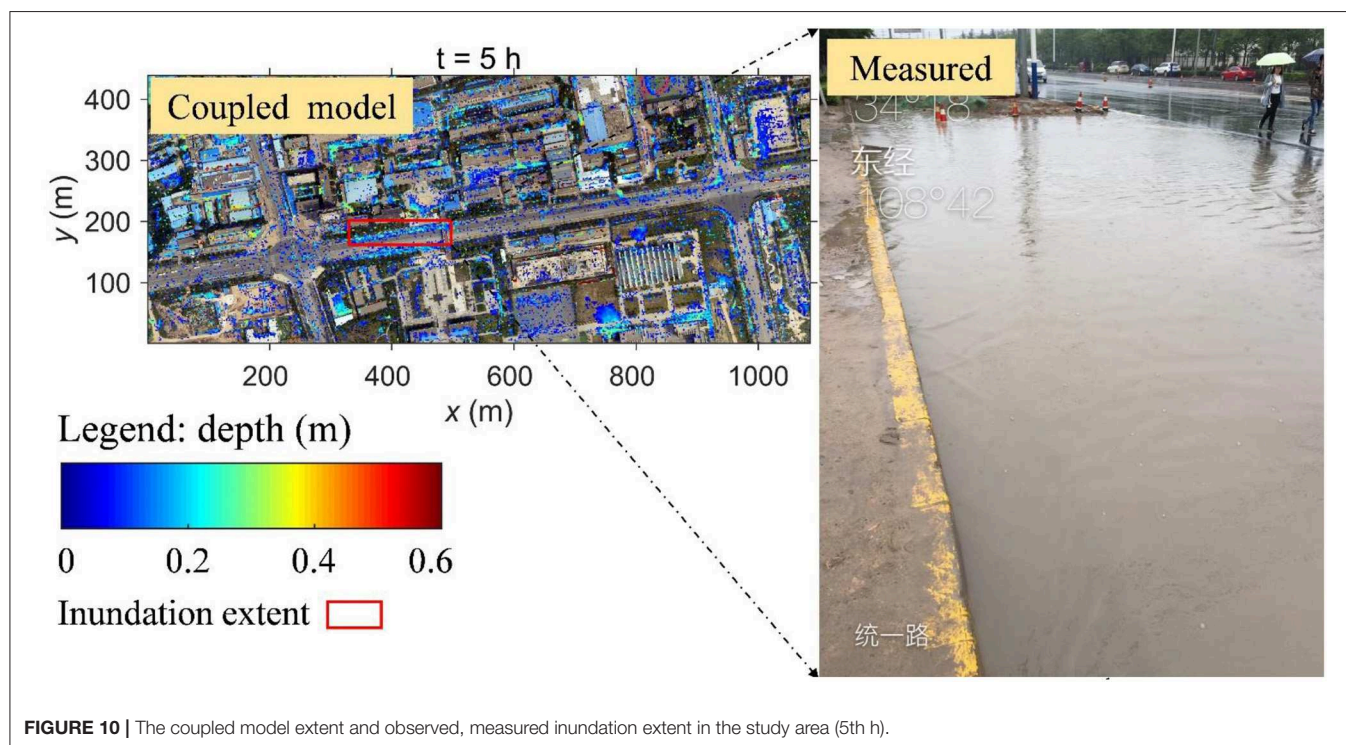 t = 5 h
Coupled model
400
300
200
100
y (m)
200 400 600 800 1000
x (m)
Legend: depth (m)
0 0.2 0.4 0.6
Inundation extent
Measured
34°18
东经
108°42
统一路
FIGURE 10 | The coupled model extent and observed, measured inundation extent in the study area (5th h).